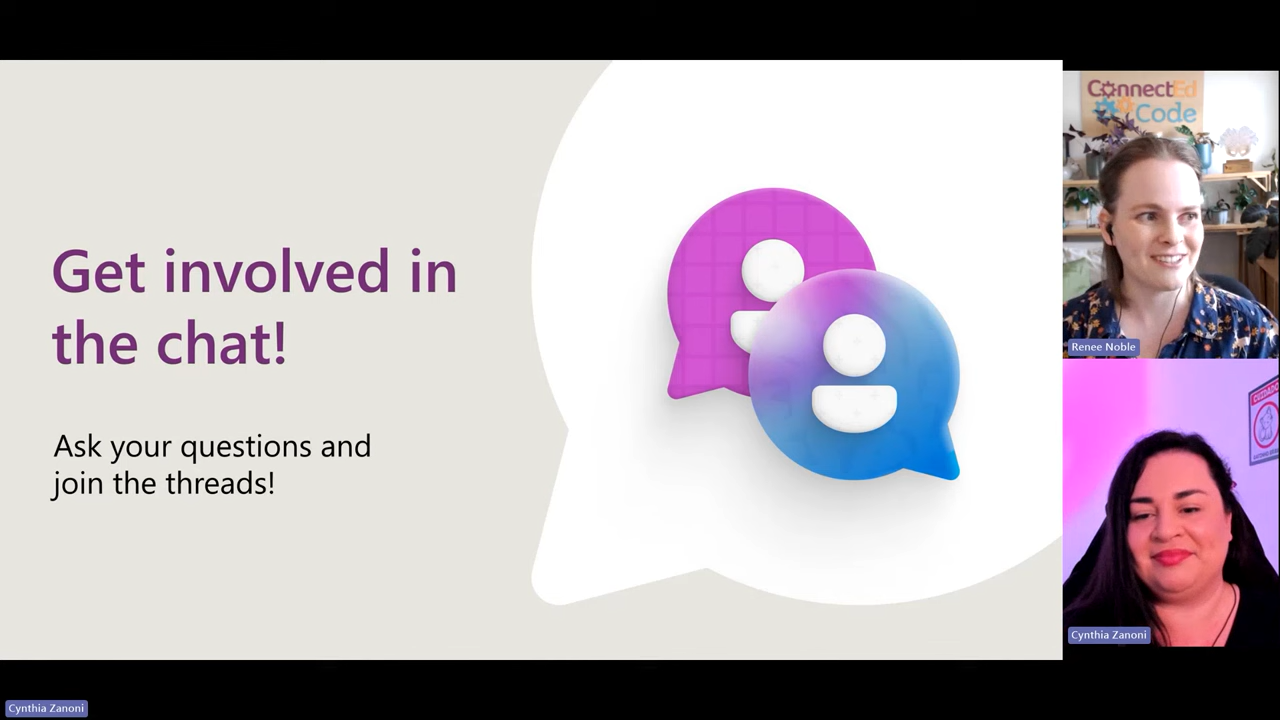 Get involved in
the chat!
Ask your questions and
join the threads!
ConnectEd
Code
Renee Noble
Cynthia Zanoni
Cynthia Zanoni